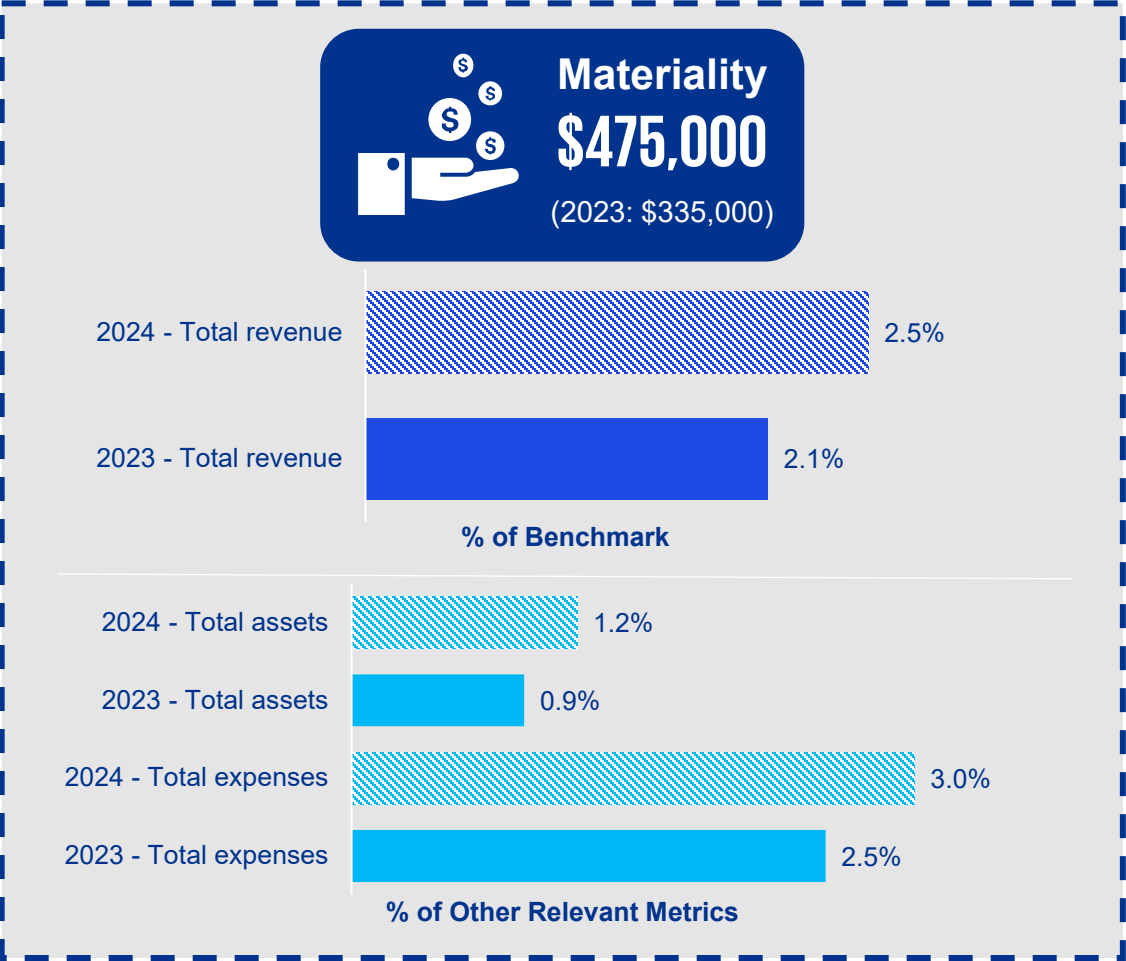 $
$
$
$
Materiality
$475,000
(2023: $335,000)
2024 - Total revenue 2.5%
2023 - Total revenue 2.1%
% of Benchmark
2024 - Total assets 1.2%
2023 - Total assets 0.9%
2024 - Total expenses 3.0%
2023 - Total expenses 2.5%
% of Other Relevant Metrics